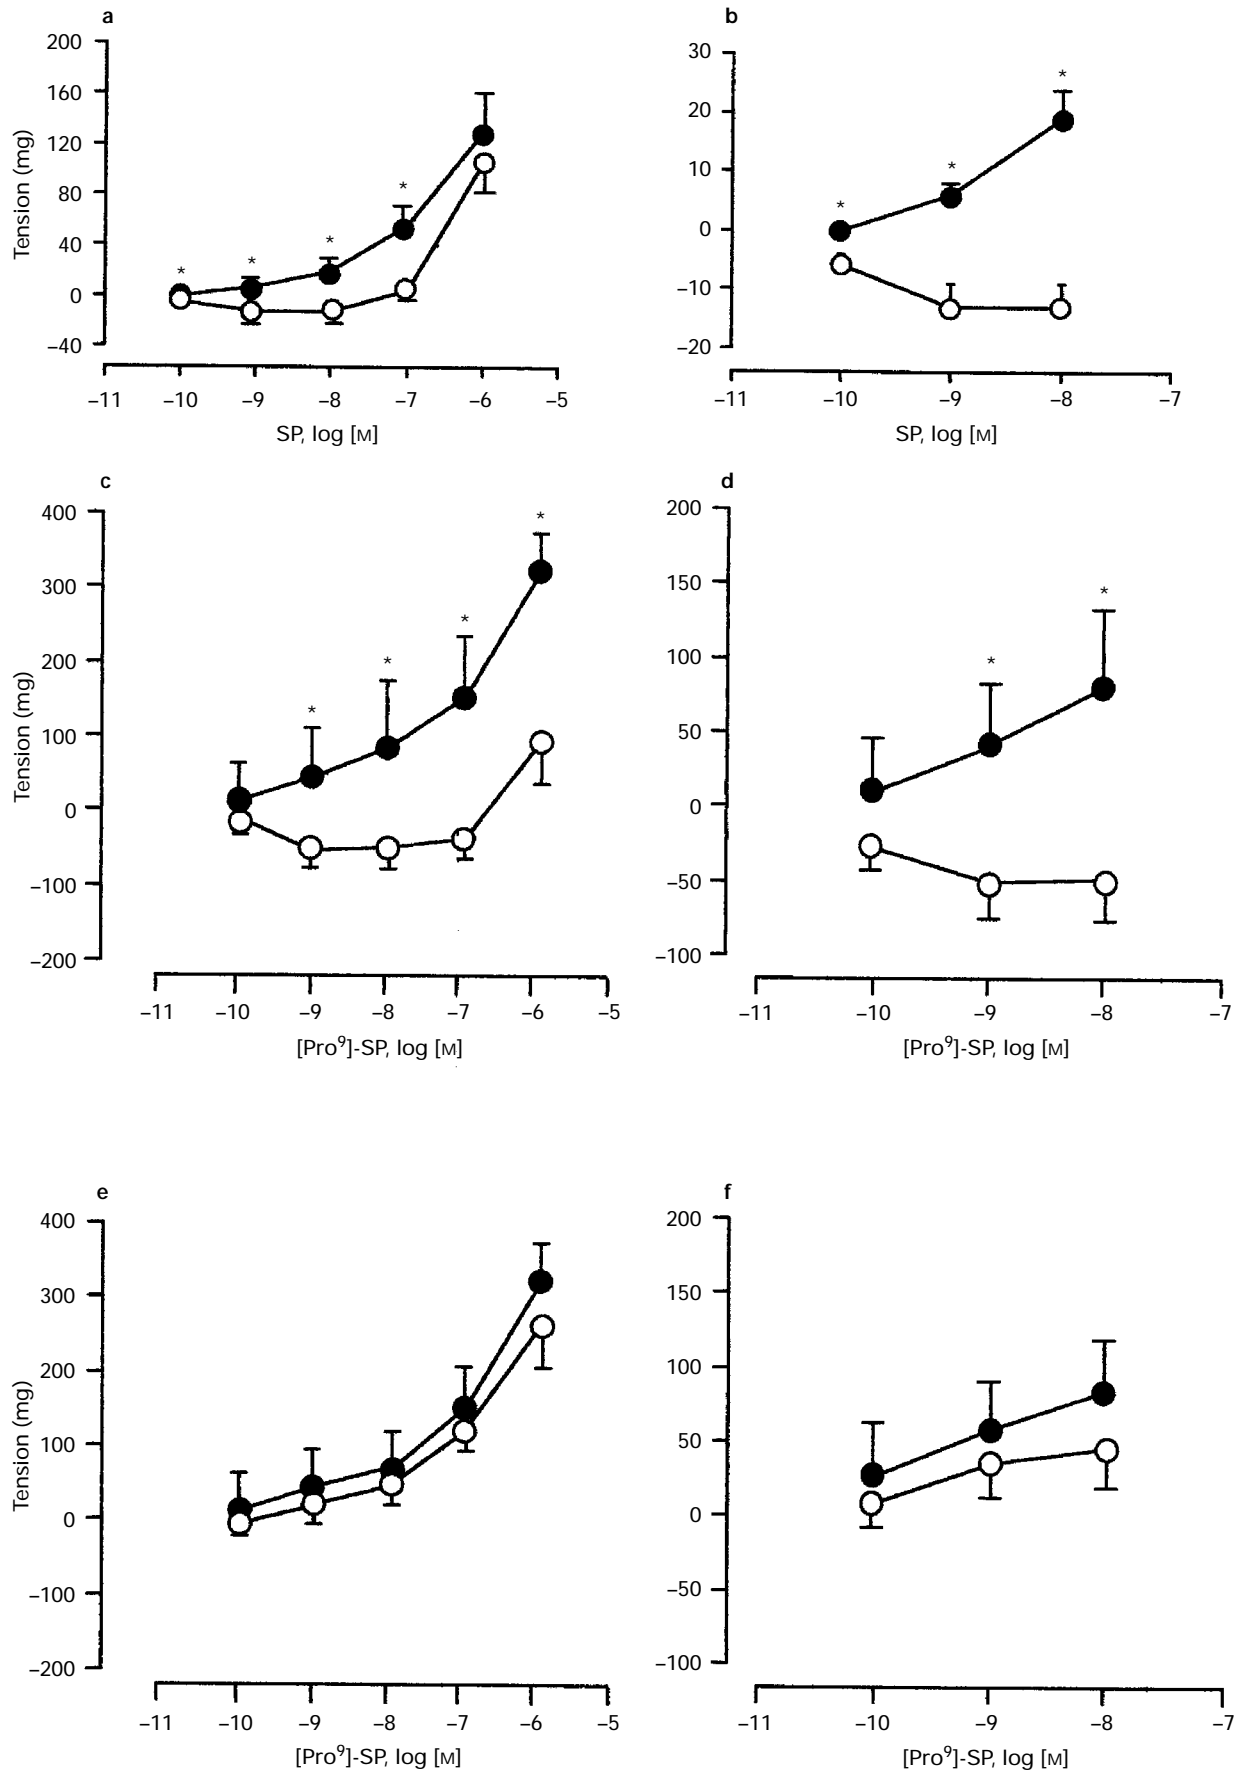 a
200
160
120
80
40
0
–40
Tension (mg)
* * * *
–11 –10 –9 –8 –7 –6 –5
SP, log [M]
b
30
20
10
0
–10
–20
* * *
–11 –10 –9 –8 –7
SP, log [M]
c
400
300
200
100
0
–100
–200
Tension (mg)
* * * *
–11 –10 –9 –8 –7 –6 –5
[Pro⁹]-SP, log [M]
d
200
150
100
50
0
–50
–100
* *
–11 –10 –9 –8 –7
[Pro⁹]-SP, log [M]
e
400
300
200
100
0
–100
–200
Tension (mg)
–11 –10 –9 –8 –7 –6 –5
[Pro⁹]-SP, log [M]
f
200
150
100
50
0
–50
–100
–11 –10 –9 –8 –7
[Pro⁹]-SP, log [M]